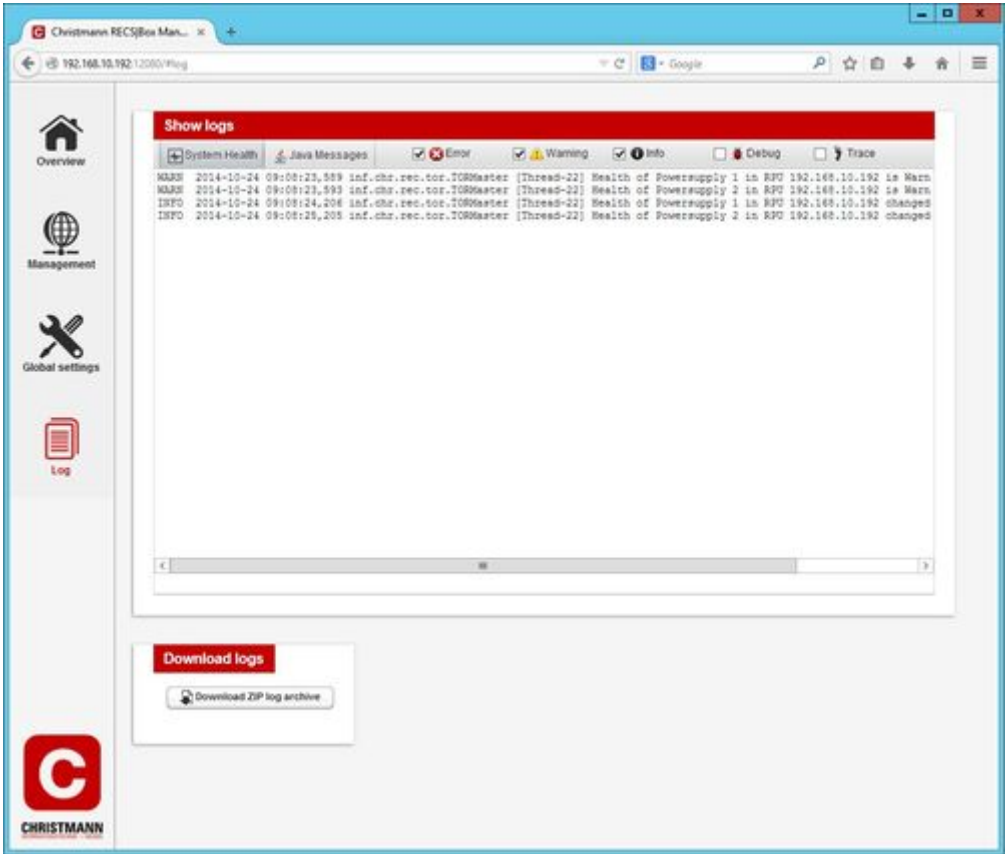 Christmann RECS|Box Man...
192.168.10.192:12080/#log
Google
Overview
Management
Global settings
Log
Show logs
System Health Java Messages Error Warning Info Debug Trace
WARN 2014-10-24 09:08:23,589 inf.chr.rec.tor.TORMaster [Thread-22] Health of Powersupply 1 in RPU 192.168.10.192 is Warn
WARN 2014-10-24 09:08:23,593 inf.chr.rec.tor.TORMaster [Thread-22] Health of Powersupply 2 in RPU 192.168.10.192 is Warn
INFO 2014-10-24 09:08:24,206 inf.chr.rec.tor.TORMaster [Thread-22] Health of Powersupply 1 in RPU 192.168.10.192 changed
INFO 2014-10-24 09:08:25,205 inf.chr.rec.tor.TORMaster [Thread-22] Health of Powersupply 2 in RPU 192.168.10.192 changed
Download logs
Download ZIP log archive
C
CHRISTMANN